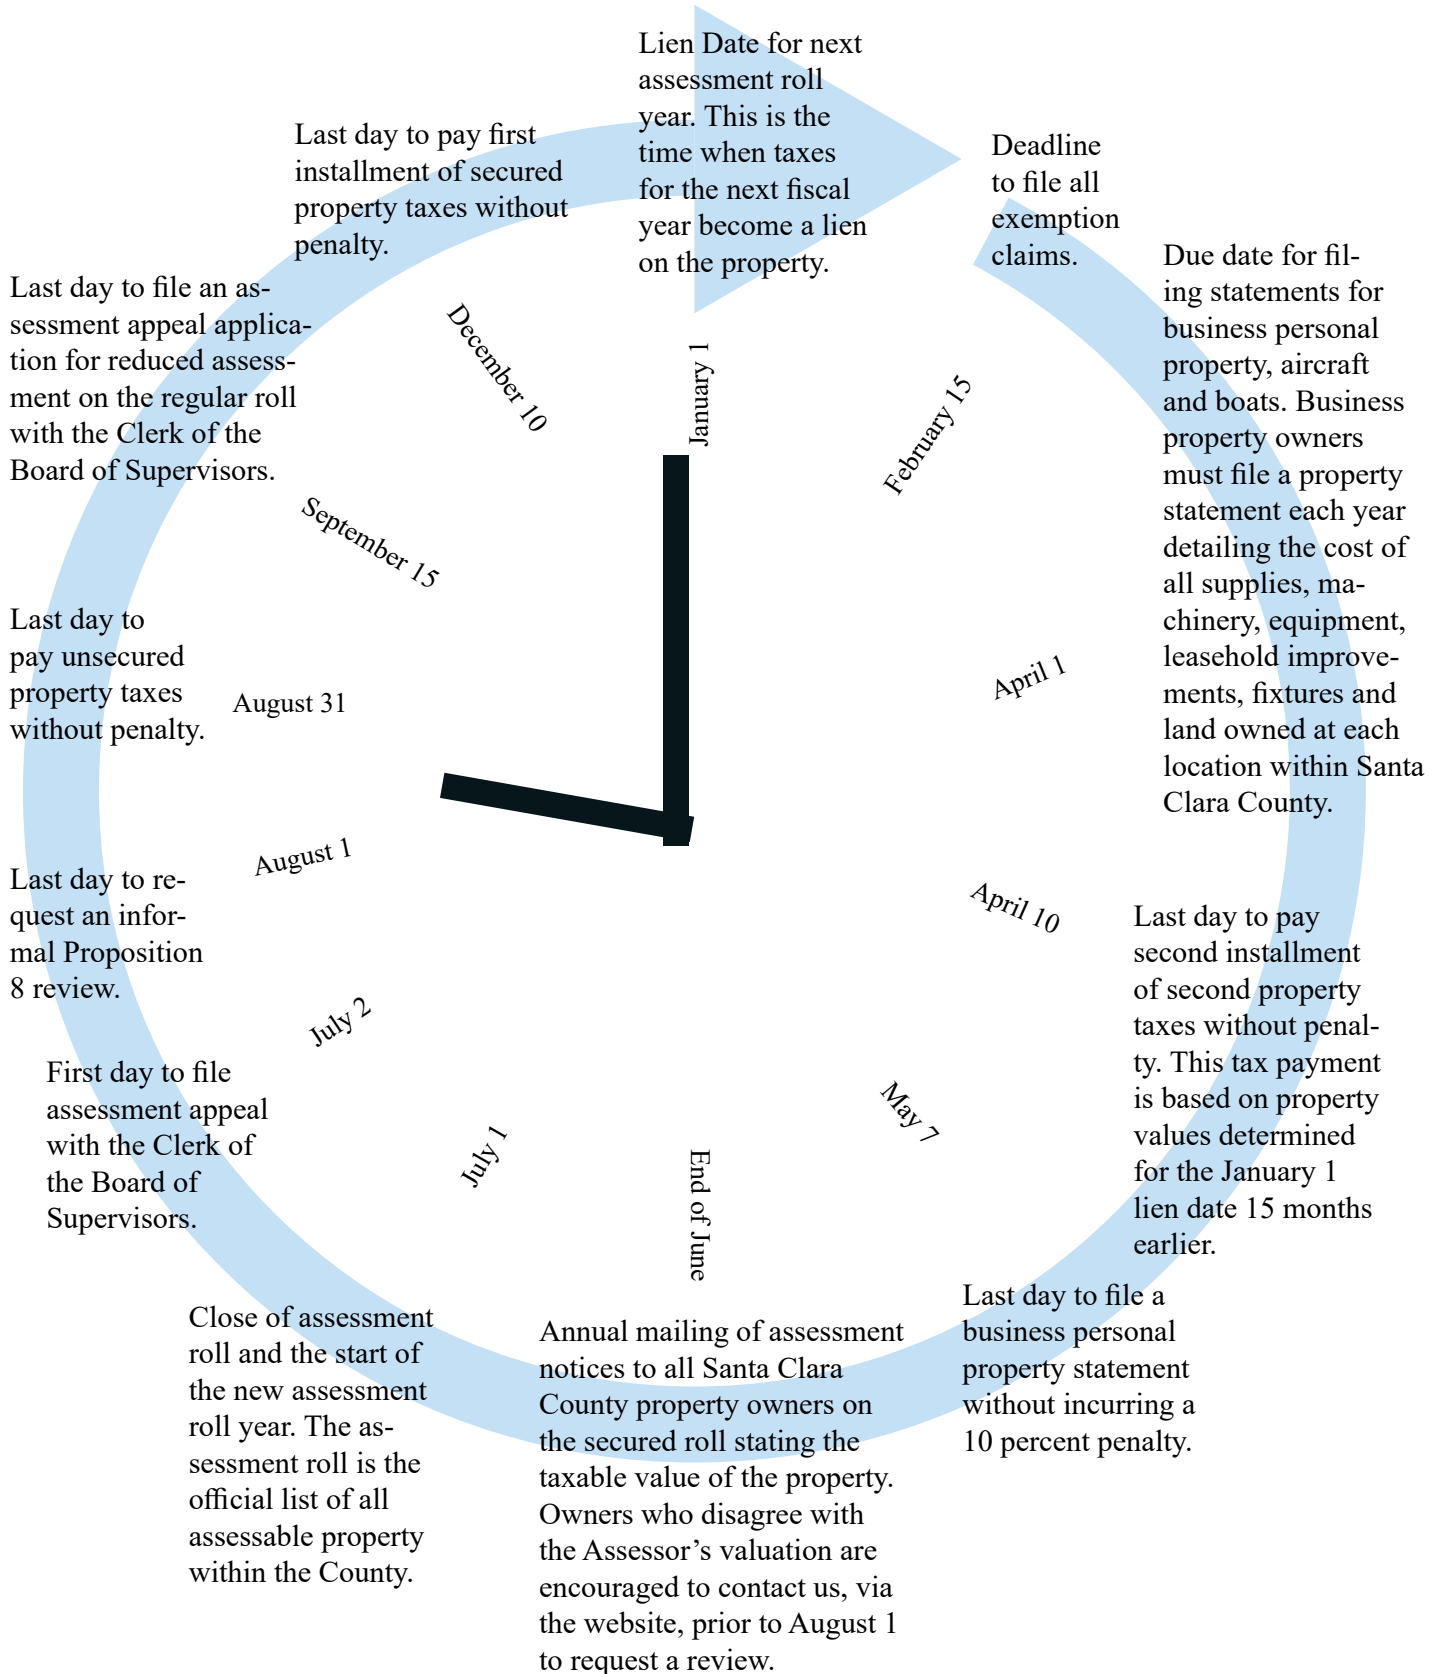 Lien Date for next
assessment roll
year. This is the
time when taxes
for the next fiscal
year become a lien
on the property.
January 1
Deadline
to file all
exemption
claims.
February 15
Due date for fil-
ing statements for
business personal
property, aircraft
and boats. Business
property owners
must file a property
statement each year
detailing the cost of
all supplies, ma-
chinery, equipment,
leasehold improve-
ments, fixtures and
land owned at each
location within Santa
Clara County.
April 1
Last day to pay
second installment
of second property
taxes without penal-
ty. This tax payment
is based on property
values determined
for the January 1
lien date 15 months
earlier.
April 10
Last day to file a
business personal
property statement
without incurring a
10 percent penalty.
May 7
End of June
Annual mailing of assessment
notices to all Santa Clara
County property owners on
the secured roll stating the
taxable value of the property.
Owners who disagree with
the Assessor’s valuation are
encouraged to contact us, via
the website, prior to August 1
to request a review.
July 1
Close of assessment
roll and the start of
the new assessment
roll year. The as-
sessment roll is the
official list of all
assessable property
within the County.
July 2
First day to file
assessment appeal
with the Clerk of
the Board of
Supervisors.
August 1
Last day to re-
quest an infor-
mal Proposition
8 review.
August 31
Last day to
pay unsecured
property taxes
without penalty.
September 15
Last day to file an as-
sessment appeal applica-
tion for reduced assess-
ment on the regular roll
with the Clerk of the
Board of Supervisors.
December 10
Last day to pay first
installment of secured
property taxes without
penalty.